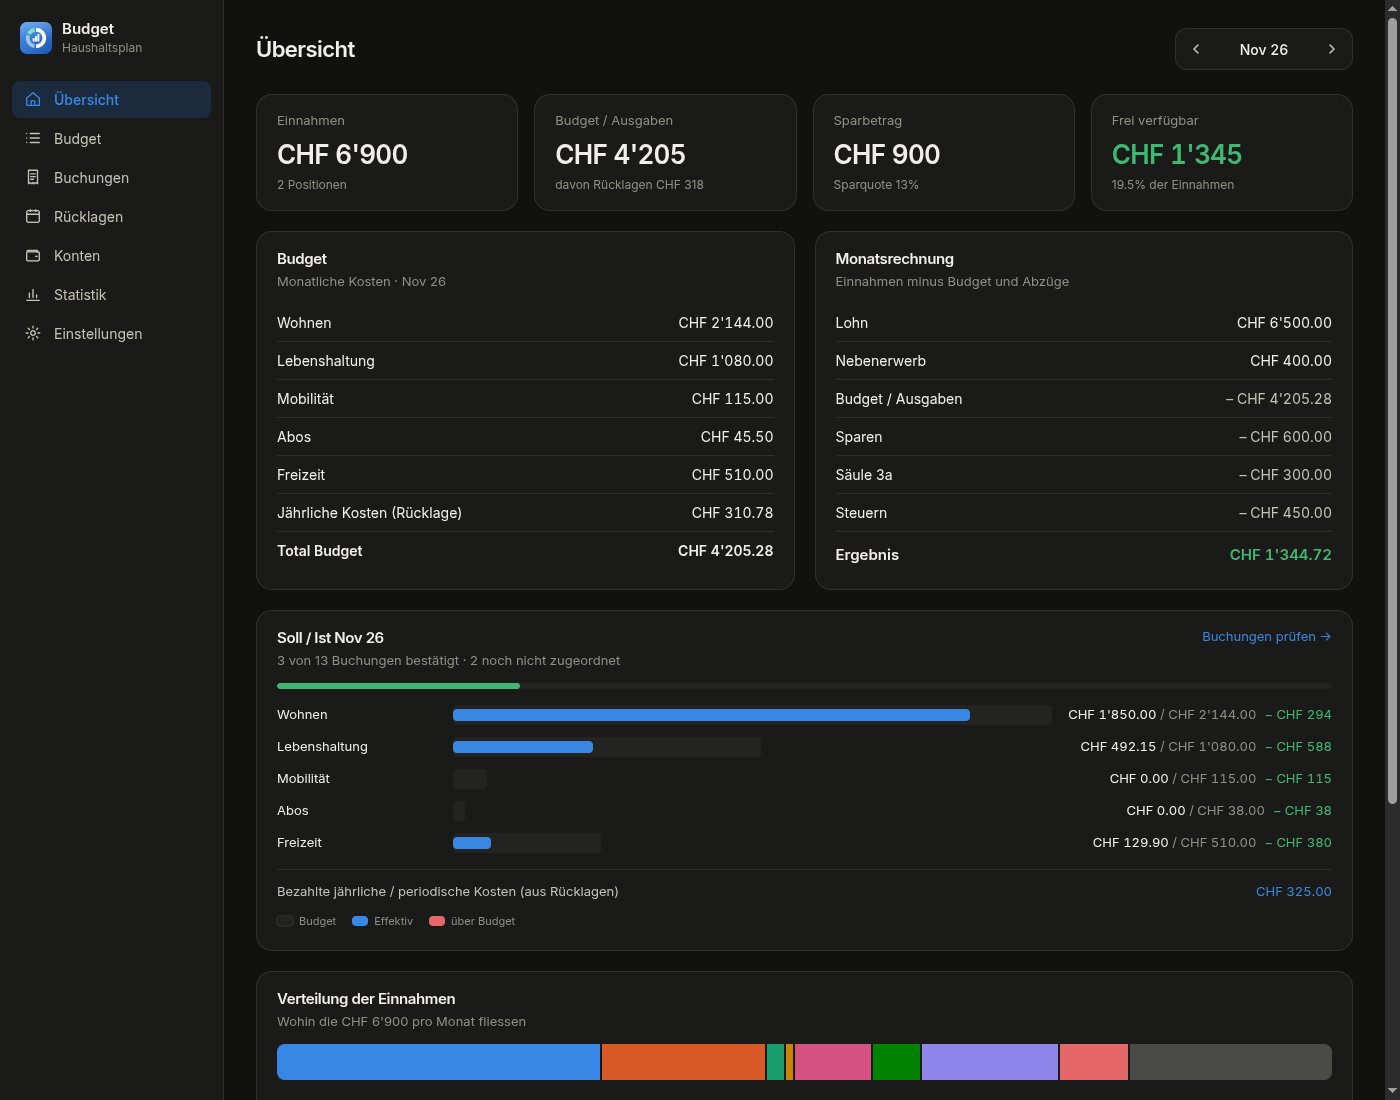 Budget
Haushaltsplan
Übersicht
Budget
Buchungen
Rücklagen
Konten
Statistik
Einstellungen
Übersicht
Nov 26
Einnahmen
CHF 6'900
2 Positionen
Budget / Ausgaben
CHF 4'205
davon Rücklagen CHF 318
Sparbetrag
CHF 900
Sparquote 13%
Frei verfügbar
CHF 1'345
19.5% der Einnahmen
Budget
Monatliche Kosten · Nov 26
Wohnen CHF 2'144.00
Lebenshaltung CHF 1'080.00
Mobilität CHF 115.00
Abos CHF 45.50
Freizeit CHF 510.00
Jährliche Kosten (Rücklage) CHF 310.78
Total Budget CHF 4'205.28
Monatsrechnung
Einnahmen minus Budget und Abzüge
Lohn CHF 6'500.00
Nebenerwerb CHF 400.00
Budget / Ausgaben – CHF 4'205.28
Sparen – CHF 600.00
Säule 3a – CHF 300.00
Steuern – CHF 450.00
Ergebnis CHF 1'344.72
Soll / Ist Nov 26
Buchungen prüfen →
3 von 13 Buchungen bestätigt · 2 noch nicht zugeordnet
Wohnen CHF 1'850.00 / CHF 2'144.00 – CHF 294
Lebenshaltung CHF 492.15 / CHF 1'080.00 – CHF 588
Mobilität CHF 0.00 / CHF 115.00 – CHF 115
Abos CHF 0.00 / CHF 38.00 – CHF 38
Freizeit CHF 129.90 / CHF 510.00 – CHF 380
Bezahlte jährliche / periodische Kosten (aus Rücklagen) CHF 325.00
Budget Effektiv über Budget
Verteilung der Einnahmen
Wohin die CHF 6'900 pro Monat fliessen